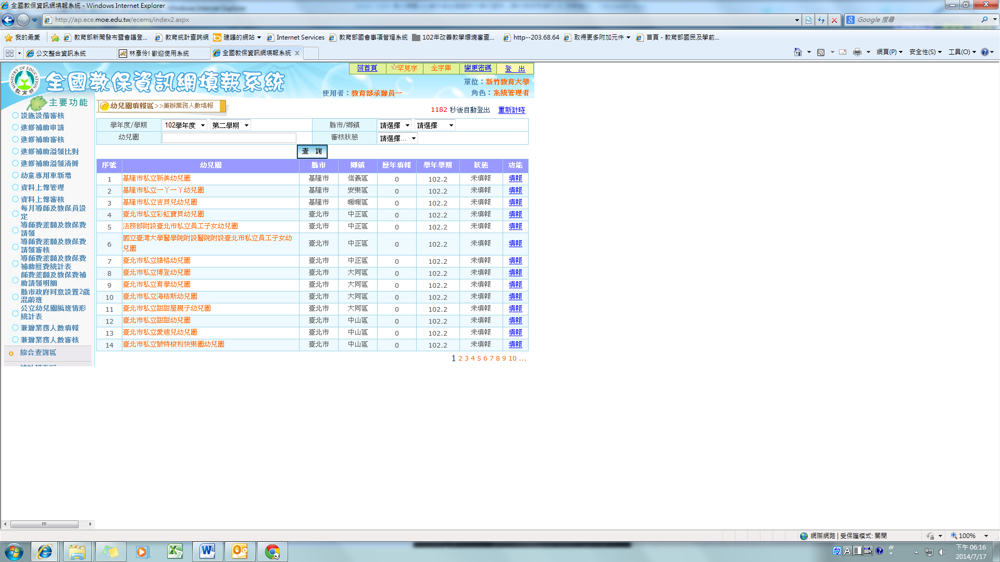 全國教保資訊網填報系統 - Windows Internet Explorer
http://ap.ece.moe.edu.tw/ecems/index2.aspx
Google 搜尋
我的最愛 教育部新聞發布暨會議登... 教育統計查詢網 建議的網站 Internet Services 教育部國會事項管理系統 102年改善教學環境審查... http--203.68.64 取得更多附加元件 首頁 - 教育部國民及學前...
公文整合資訊系統 林彥伶! 歡迎使用系統 全國教保資訊網填報系統 網頁(P) 安全性(S) 工具(O)
回首頁 ☆罕見字 全字庫 變更密碼 登 出
MINISTRY OF EDUCATION 教育部
全國教保資訊網填報系統
單位：新竹教育大學
使用者：教育部承辦員一 角色：系統管理者
主要功能
設施設備審核
進修補助申請
進修補助審核
進修補助溢領比對
進修補助溢領清冊
幼童專用車新增
資料上傳管理
資料上傳審核
每月導師及教保員設
定
導師費差額及教保費
請領
導師費差額及教保費
請領審核
導師費差額及教保費
補助經費統計表
師費差額及教保費補
助請領明細
縣市政府同意設置2歲
混齡班
公立幼兒園編班情形
統計表
兼辦業務人數填報
兼辦業務人數審核
綜合查詢區
幼兒園填報區>>兼辦業務人數填報
1182 秒後自動登出 重新計時
學年度/學期 102學年度 第二學期 縣市/鄉鎮 請選擇 請選擇
幼兒園 審核狀態 請選擇...
查 詢
序號 幼兒園 縣市 鄉鎮 歷年填報 學年學期 狀態 功能
1 基隆市私立新美幼兒園 基隆市 信義區 0 102.2 未填報 填報
2 基隆市私立一丫一丫幼兒園 基隆市 安樂區 0 102.2 未填報 填報
3 基隆市私立吉貝兒幼兒園 基隆市 暖暖區 0 102.2 未填報 填報
4 臺北市私立彩虹寶貝幼兒園 臺北市 中正區 0 102.2 未填報 填報
5 法務部附設臺北市私立員工子女幼兒園 臺北市 中正區 0 102.2 未填報 填報
6 國立臺灣大學醫學院附設醫院附設臺北市私立員工子女幼
兒園 臺北市 中正區 0 102.2 未填報 填報
7 臺北市私立維格幼兒園 臺北市 中正區 0 102.2 未填報 填報
8 臺北市私立博登幼兒園 臺北市 大同區 0 102.2 未填報 填報
9 臺北市私立育學幼兒園 臺北市 大同區 0 102.2 未填報 填報
10 臺北市私立海桔斯幼兒園 臺北市 大同區 0 102.2 未填報 填報
11 臺北市私立甜甜屋親子幼兒園 臺北市 大同區 0 102.2 未填報 填報
12 臺北市私立甜甜幼兒園 臺北市 中山區 0 102.2 未填報 填報
13 臺北市私立愛迪兒幼兒園 臺北市 中山區 0 102.2 未填報 填報
14 臺北市私立蒙特梭利快樂園幼兒園 臺北市 中山區 0 102.2 未填報 填報
1 2 3 4 5 6 7 8 9 10 ...
網際網路 | 受保護模式: 關閉 100%
下午 06:16
2014/7/17